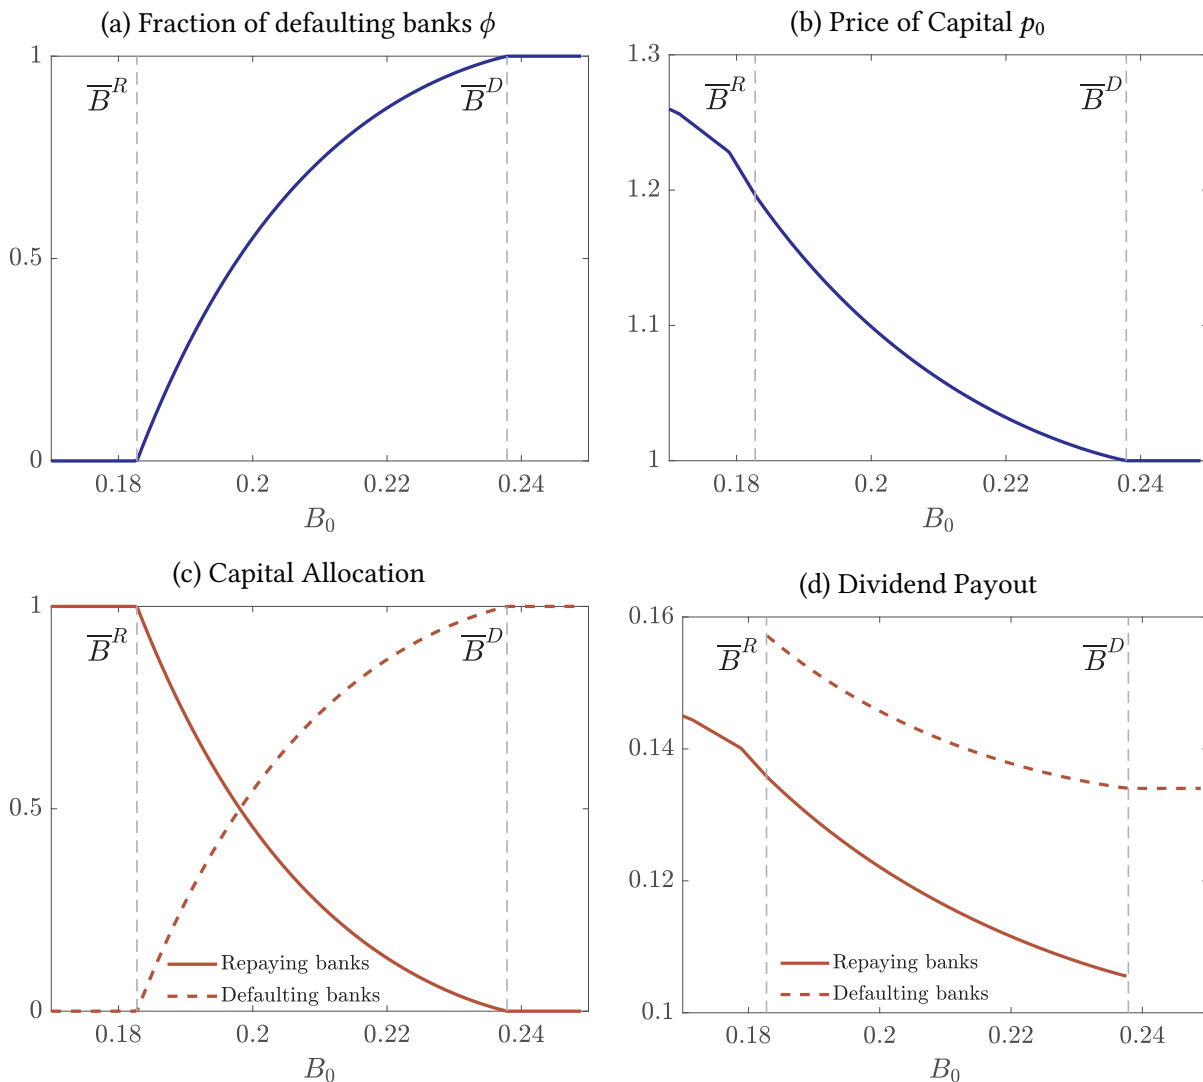 (a) Fraction of defaulting banks ϕ
1
0.5
0
B̅ᴿ
B̅ᴰ
0.18
0.2
0.22
0.24
B₀
(b) Price of Capital p₀
1.3
1.2
1.1
1
B̅ᴿ
B̅ᴰ
0.18
0.2
0.22
0.24
B₀
(c) Capital Allocation
1
0.5
0
B̅ᴿ
B̅ᴰ
Repaying banks
Defaulting banks
0.18
0.2
0.22
0.24
B₀
(d) Dividend Payout
0.16
0.14
0.12
0.1
B̅ᴿ
B̅ᴰ
Repaying banks
Defaulting banks
0.18
0.2
0.22
0.24
B₀